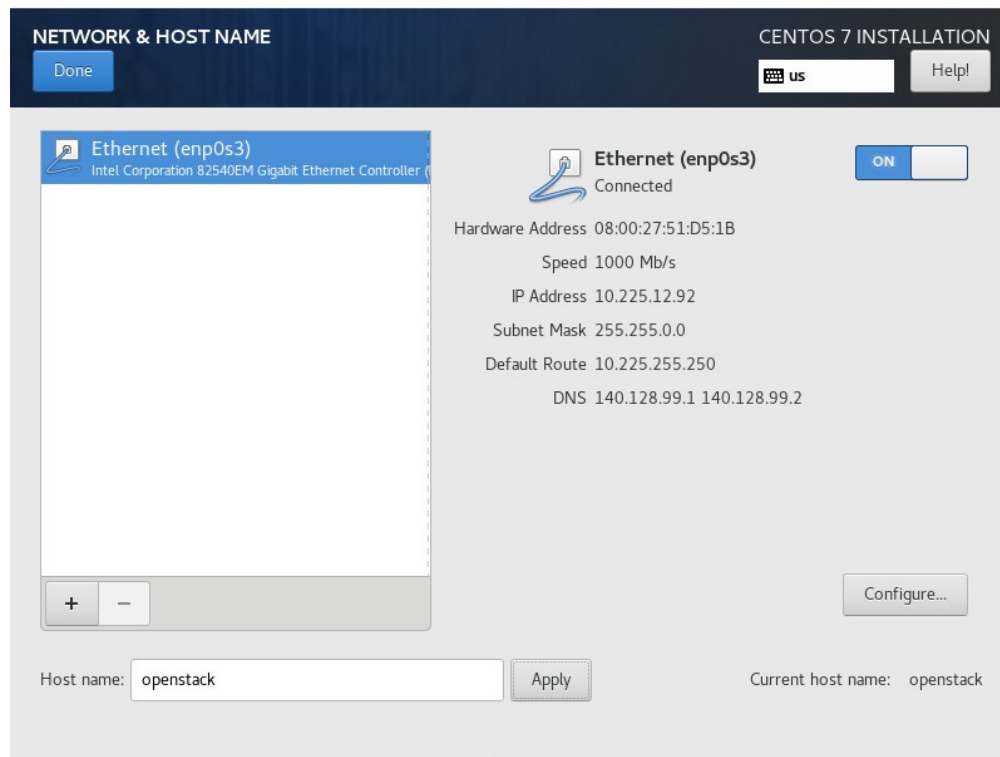 NETWORK & HOST NAME
CENTOS 7 INSTALLATION
Done
us
Help!
Ethernet (enp0s3)
Intel Corporation 82540EM Gigabit Ethernet Controller (
Ethernet (enp0s3)
Connected
ON
Hardware Address 08:00:27:51:D5:1B
Speed 1000 Mb/s
IP Address 10.225.12.92
Subnet Mask 255.255.0.0
Default Route 10.225.255.250
DNS 140.128.99.1 140.128.99.2
+ −
Configure...
Host name: openstack Apply Current host name: openstack